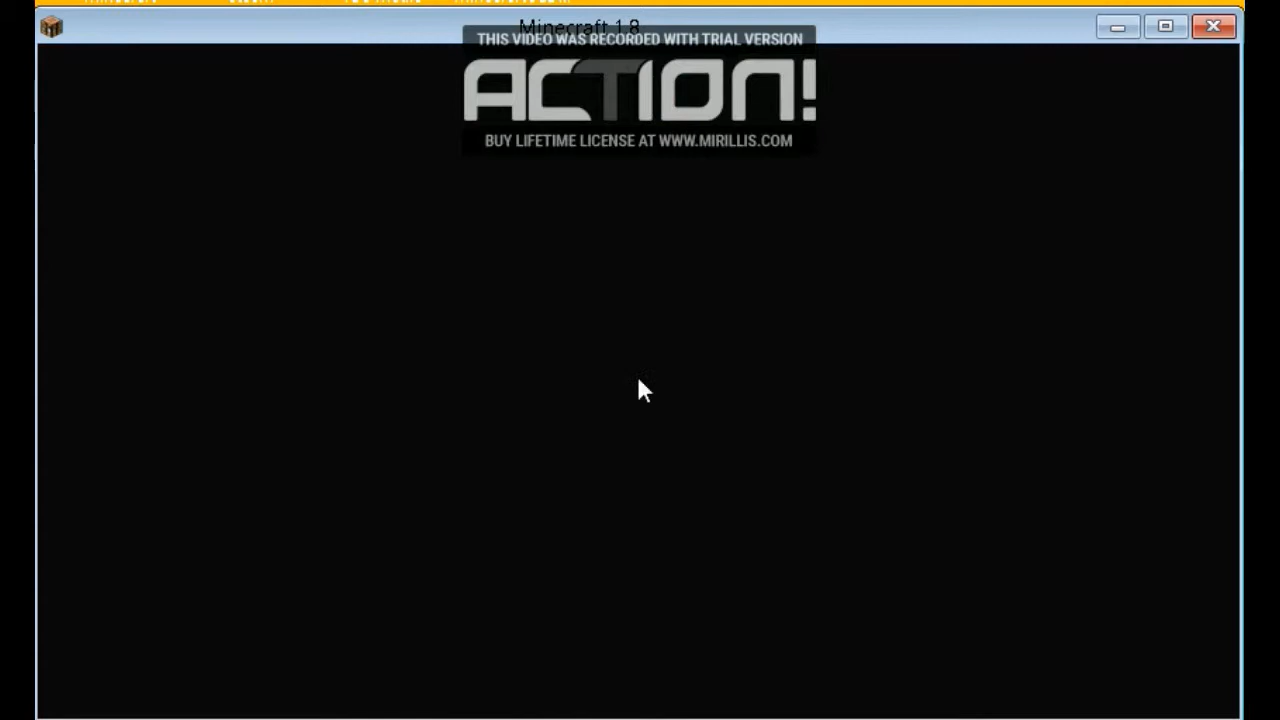 Minecraft 1.8
THIS VIDEO WAS RECORDED WITH TRIAL VERSION
ACTION!
BUY LIFETIME LICENSE AT WWW.MIRILLIS.COM